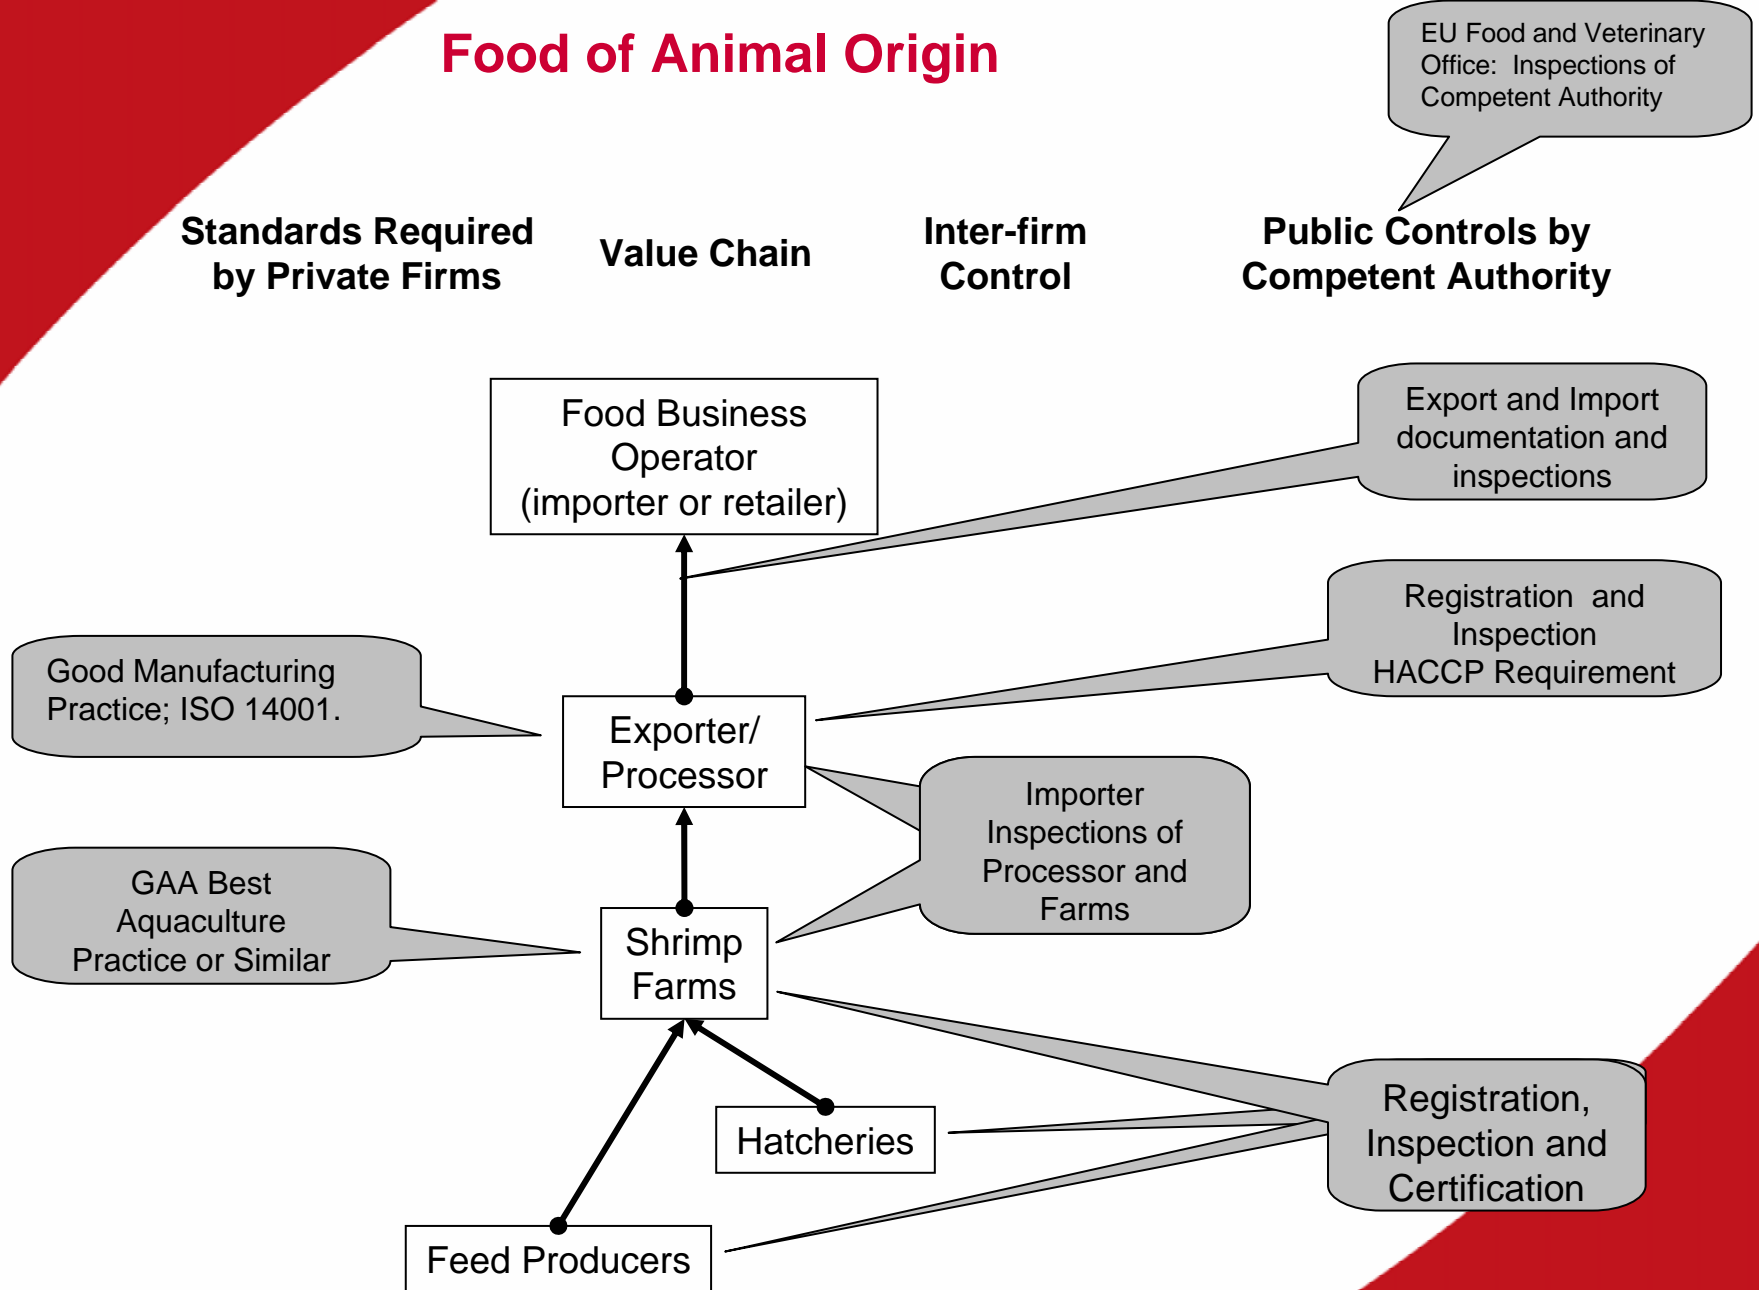 Food of Animal Origin
EU Food and Veterinary
Office:  Inspections of
Competent Authority
Standards Required
by Private Firms
Value Chain
Inter-firm
Control
Public Controls by
Competent Authority
Food Business
Operator
(importer or retailer)
Export and Import
documentation and
inspections
Registration  and
Inspection
HACCP Requirement
Good Manufacturing
Practice; ISO 14001.
Exporter/
Processor
Importer
Inspections of
Processor and
Farms
GAA Best
Aquaculture
Practice or Similar
Shrimp
Farms
Registration,
Inspection and
Certification
Hatcheries
Feed Producers